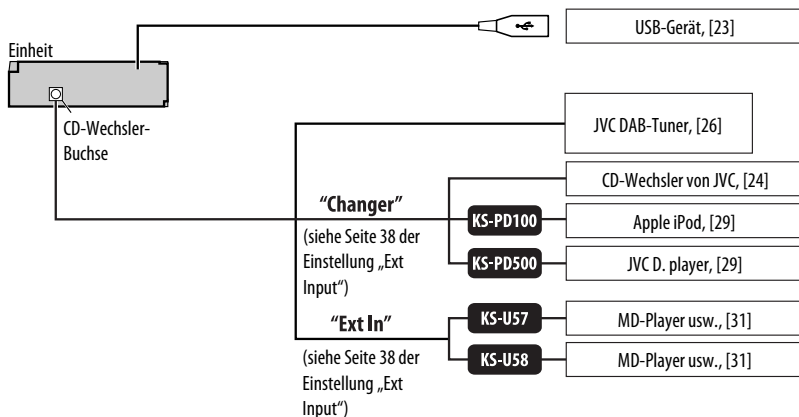 USB-Gerät, [23]
Einheit
CD-Wechsler-
Buchse
JVC DAB-Tuner, [26]
CD-Wechsler von JVC, [24]
“Changer”
(siehe Seite 38 der
Einstellung „Ext
Input“)
KS-PD100
Apple iPod, [29]
KS-PD500
JVC D. player, [29]
“Ext In”
(siehe Seite 38 der
Einstellung „Ext
Input“)
KS-U57
MD-Player usw., [31]
KS-U58
MD-Player usw., [31]